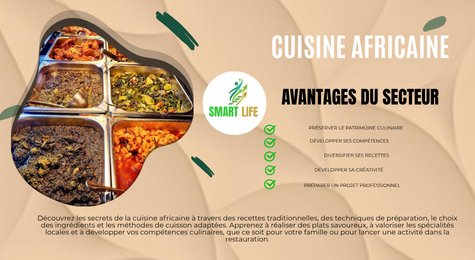 CUISINE AFRICAINE
SMART LIFE
AVANTAGES DU SECTEUR
PRÉSERVER LE PATRIMOINE CULINAIRE
DÉVELOPPER SES COMPÉTENCES
DIVERSIFIER SES RECETTES
DÉVELOPPER SA CRÉATIVITÉ
PRÉPARER UN PROJET PROFESSIONNEL
Découvrez les secrets de la cuisine africaine à travers des recettes traditionnelles, des techniques de préparation, le choix
des ingrédients et les méthodes de cuisson adaptées. Apprenez à réaliser des plats savoureux, à valoriser les spécialités
locales et à développer vos compétences culinaires, que ce soit pour votre famille ou pour lancer une activité dans la
restauration.